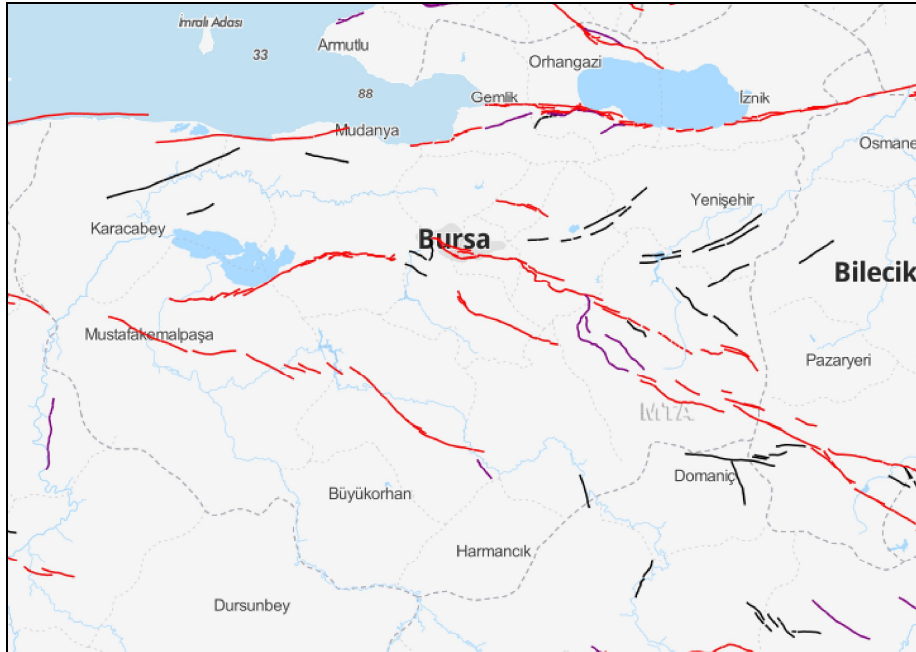 İmralı Adası
33
Armutlu
Orhangazi
88
Gemlik
İznik
Mudanya
Osmane
Yenişehir
Karacabey
Bursa
Bilecik
Mustafakemalpaşa
Pazaryeri
MTA
Domaniç
Büyükorhan
Harmancık
Dursunbey